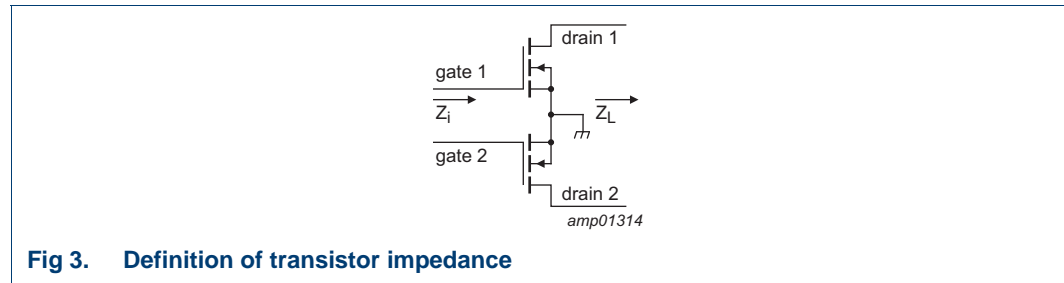 drain 1
gate 1
Zi
ZL
gate 2
drain 2
amp01314
Fig 3. Definition of transistor impedance